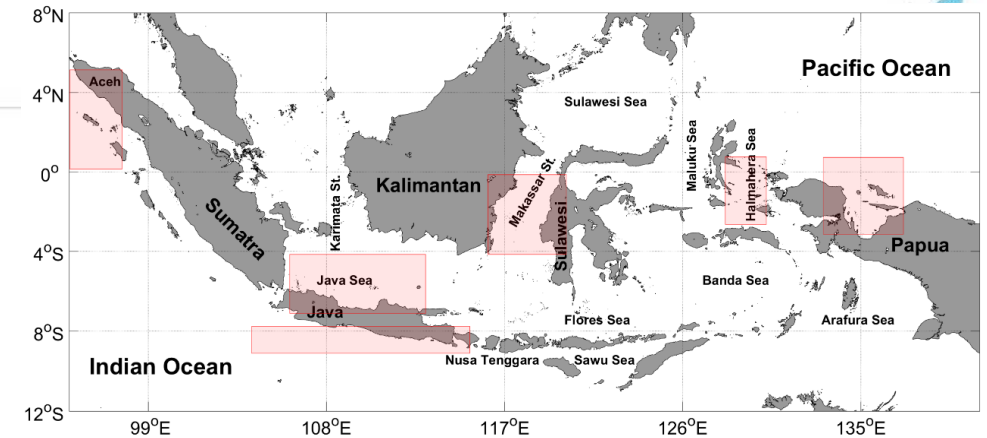 8°N
4°N
0°
4°S
8°S
12°S
99°E
108°E
117°E
126°E
135°E
Aceh
Pacific Ocean
Sulawesi Sea
Maluku Sea
Halmahera Sea
Makassar St.
Kalimantan
Karimata St.
Sumatra
Sulawesi
Papua
Java Sea
Banda Sea
Java
Flores Sea
Arafura Sea
Indian Ocean
Nusa Tenggara
Sawu Sea